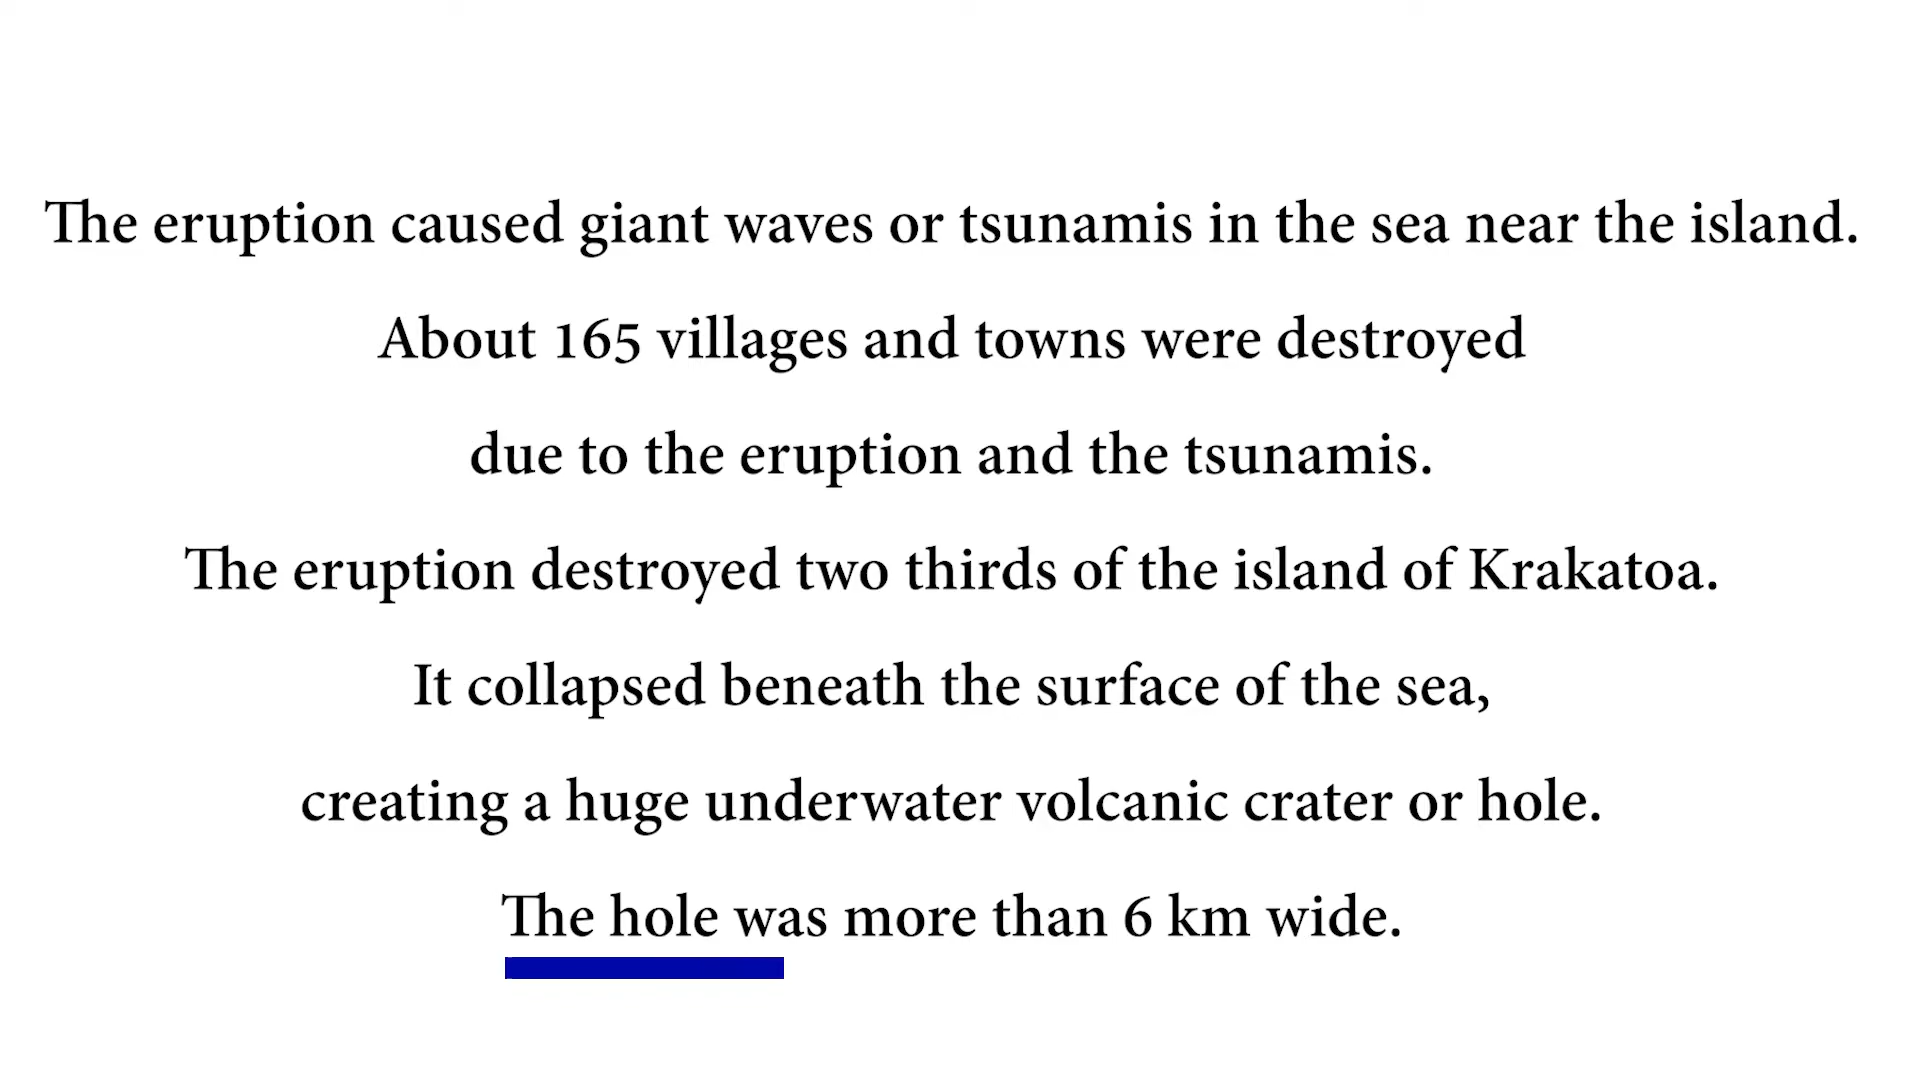 The eruption caused giant waves or tsunamis in the sea near the island.
About 165 villages and towns were destroyed
due to the eruption and the tsunamis.
The eruption destroyed two thirds of the island of Krakatoa.
It collapsed beneath the surface of the sea,
creating a huge underwater volcanic crater or hole.
The hole was more than 6 km wide.